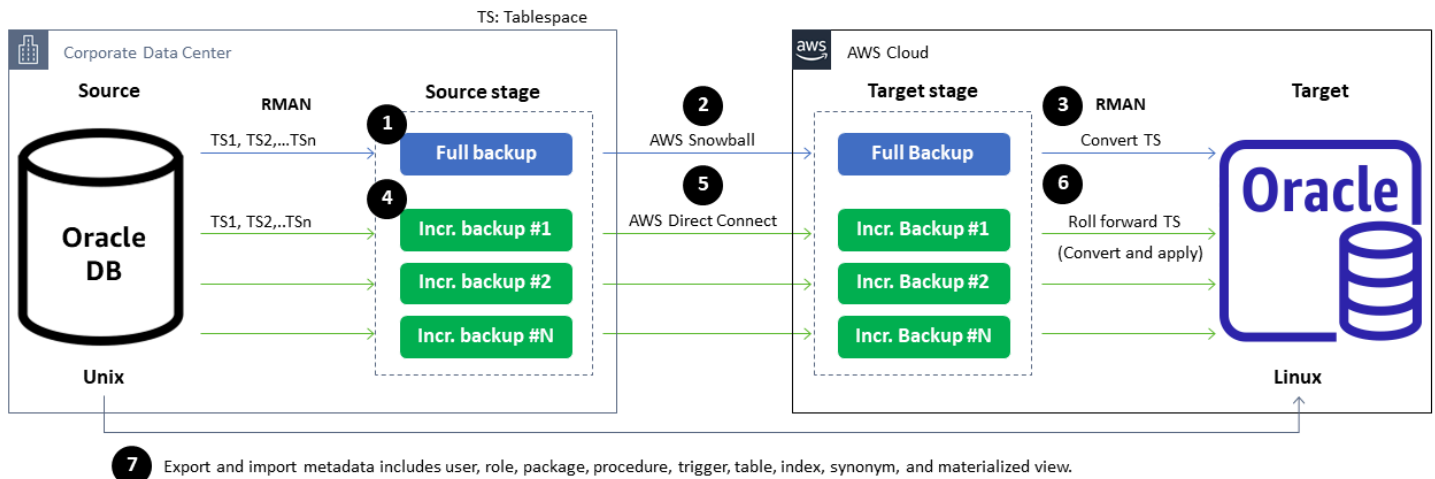 TS: Tablespace
Corporate Data Center
aws
AWS Cloud
Source
RMAN
Source stage
2
Target stage
3
RMAN
Target
1
TS1, TS2,...TSn
Full backup
AWS Snowball
Full Backup
Convert TS
Oracle
DB
4
TS1, TS2,..TSn
Incr. backup #1
5
AWS Direct Connect
Incr. Backup #1
6
Roll forward TS
(Convert and apply)
Oracle
Incr. backup #2
Incr. Backup #2
Incr. backup #N
Incr. Backup #N
Unix
Linux
7
Export and import metadata includes user, role, package, procedure, trigger, table, index, synonym, and materialized view.